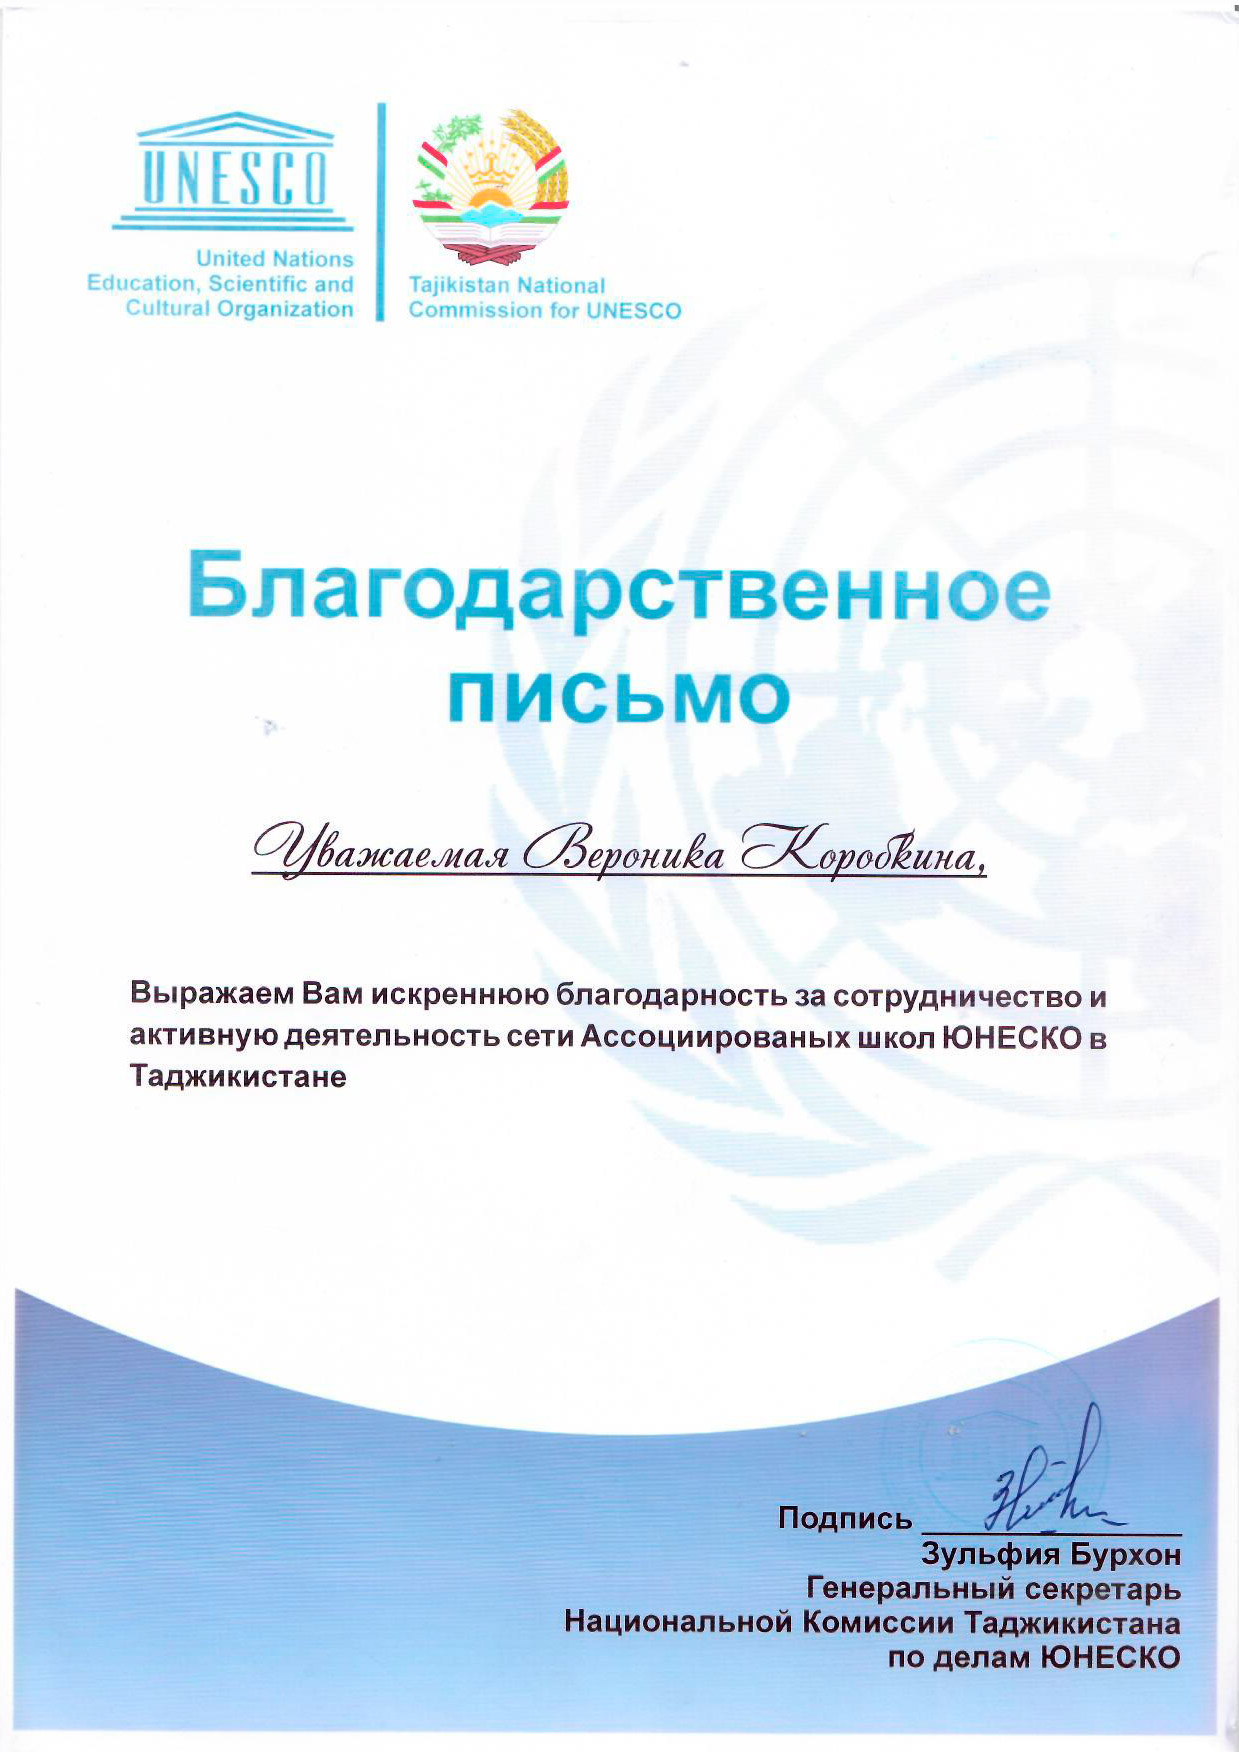 UNESCO
United Nations
Education, Scientific and
Cultural Organization
Tajikistan National
Commission for UNESCO
Благодарственное
письмо
Уважаемая Вероника Коробкина,
Выражаем Вам искреннюю благодарность за сотрудничество и
активную деятельность сети Ассоциированых школ ЮНЕСКО в
Таджикистане
Подпись
Зульфия Бурхон
Генеральный секретарь
Национальной Комиссии Таджикистана
по делам ЮНЕСКО